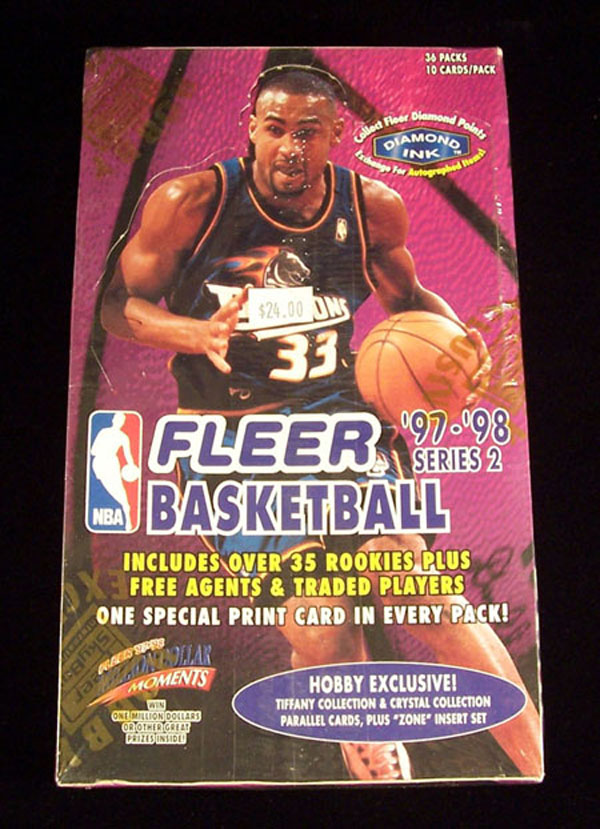 36 PACKS
10 CARDS/PACK
Collect Fleer Diamond Points
DIAMOND
INK™
Exchange For Autographed Items!
$24.00
ONS
33
NBA
FLEER
'97-'98
SERIES 2
BASKETBALL
INCLUDES OVER 35 ROOKIES PLUS
FREE AGENTS & TRADED PLAYERS
ONE SPECIAL PRINT CARD IN EVERY PACK!
DOLLAR
MOMENTS
WIN
ONE MILLION DOLLARS
OR OTHER GREAT
PRIZES INSIDE!
HOBBY EXCLUSIVE!
TIFFANY COLLECTION & CRYSTAL COLLECTION
PARALLEL CARDS, PLUS "ZONE" INSERT SET